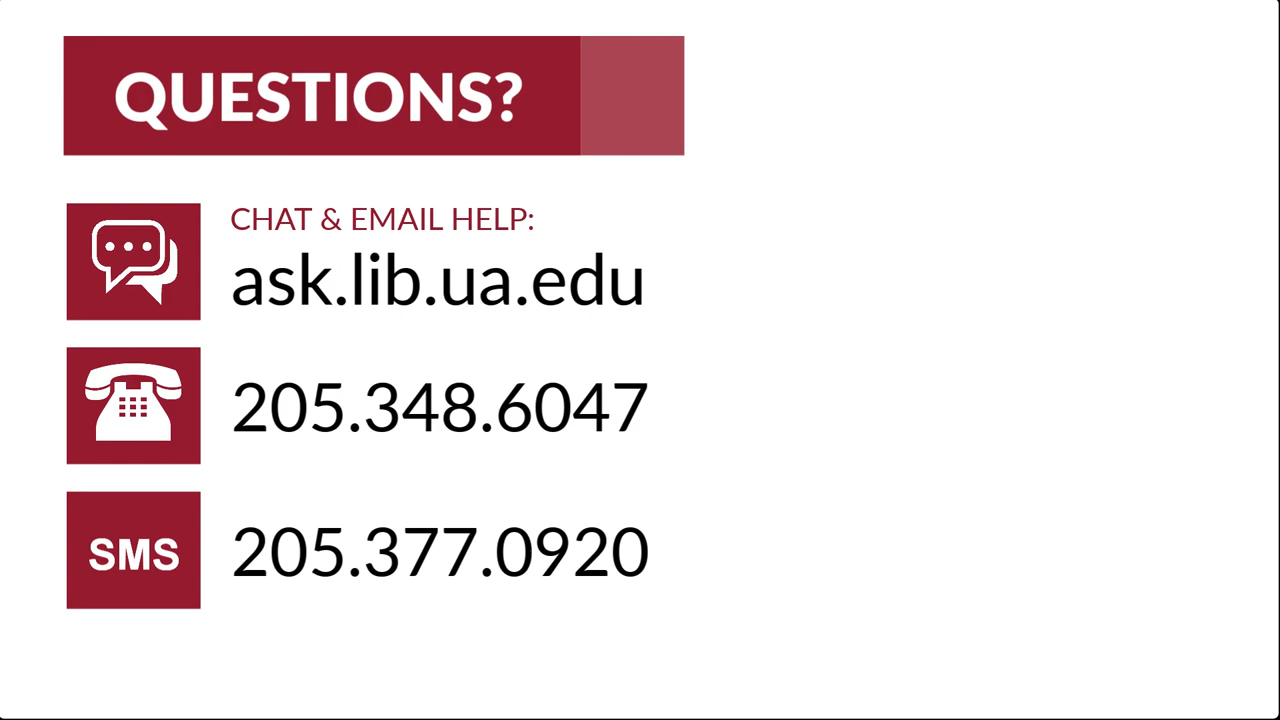 QUESTIONS?
CHAT & EMAIL HELP:
ask.lib.ua.edu
205.348.6047
SMS 205.377.0920